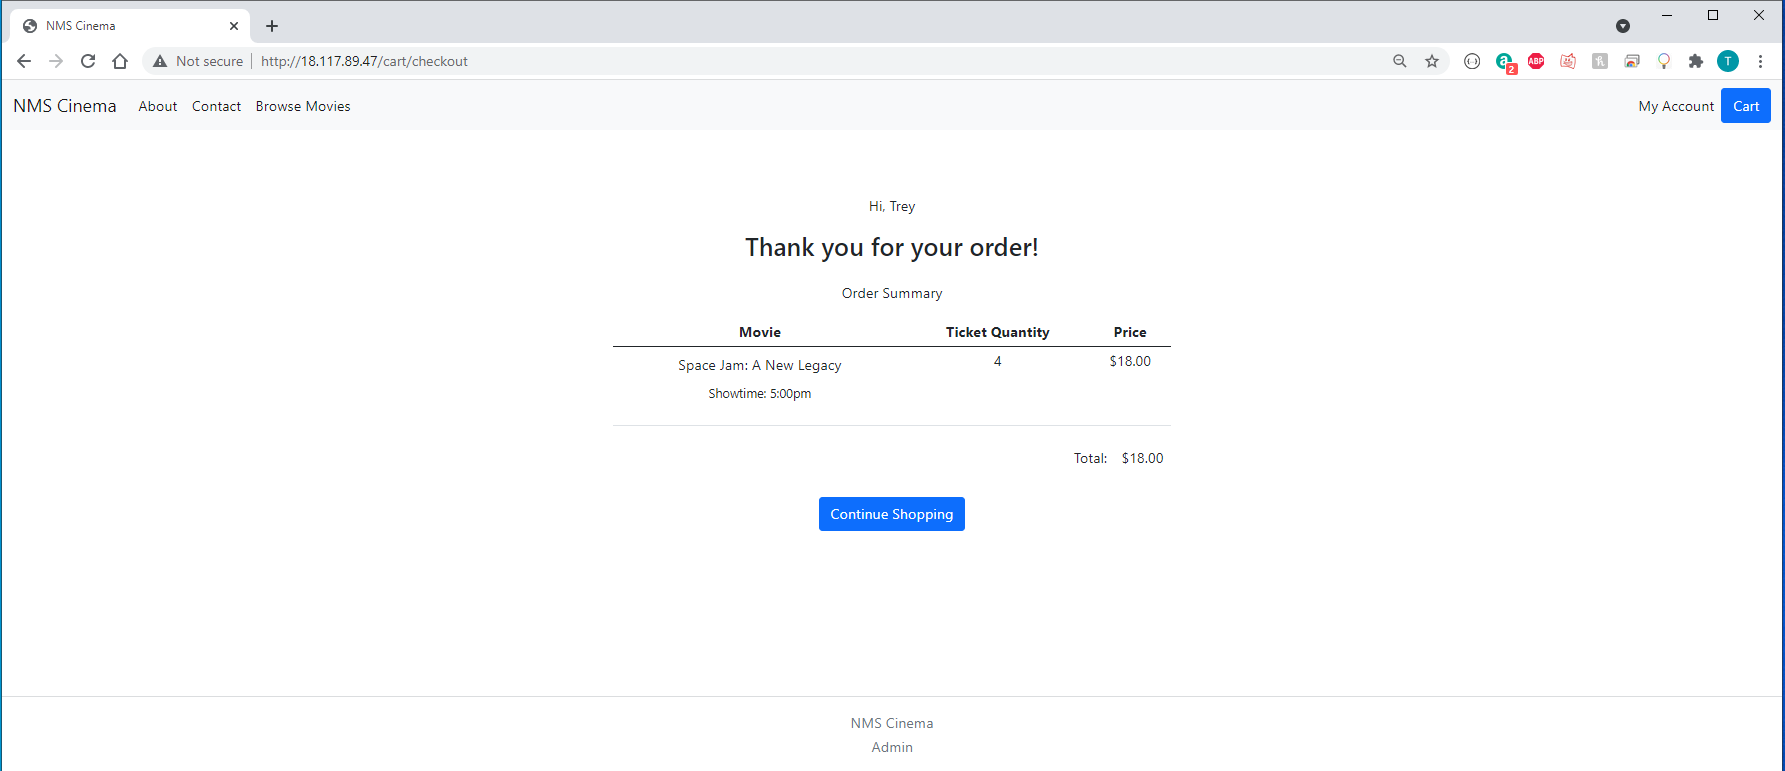 NMS Cinema
Not secure http://18.117.89.47/cart/checkout
a 2 ABP T
NMS Cinema About Contact Browse Movies My Account Cart
Hi, Trey
Thank you for your order!
Order Summary
Movie Ticket Quantity Price
Space Jam: A New Legacy 4 $18.00
Showtime: 5:00pm
Total: $18.00
Continue Shopping
NMS Cinema
Admin